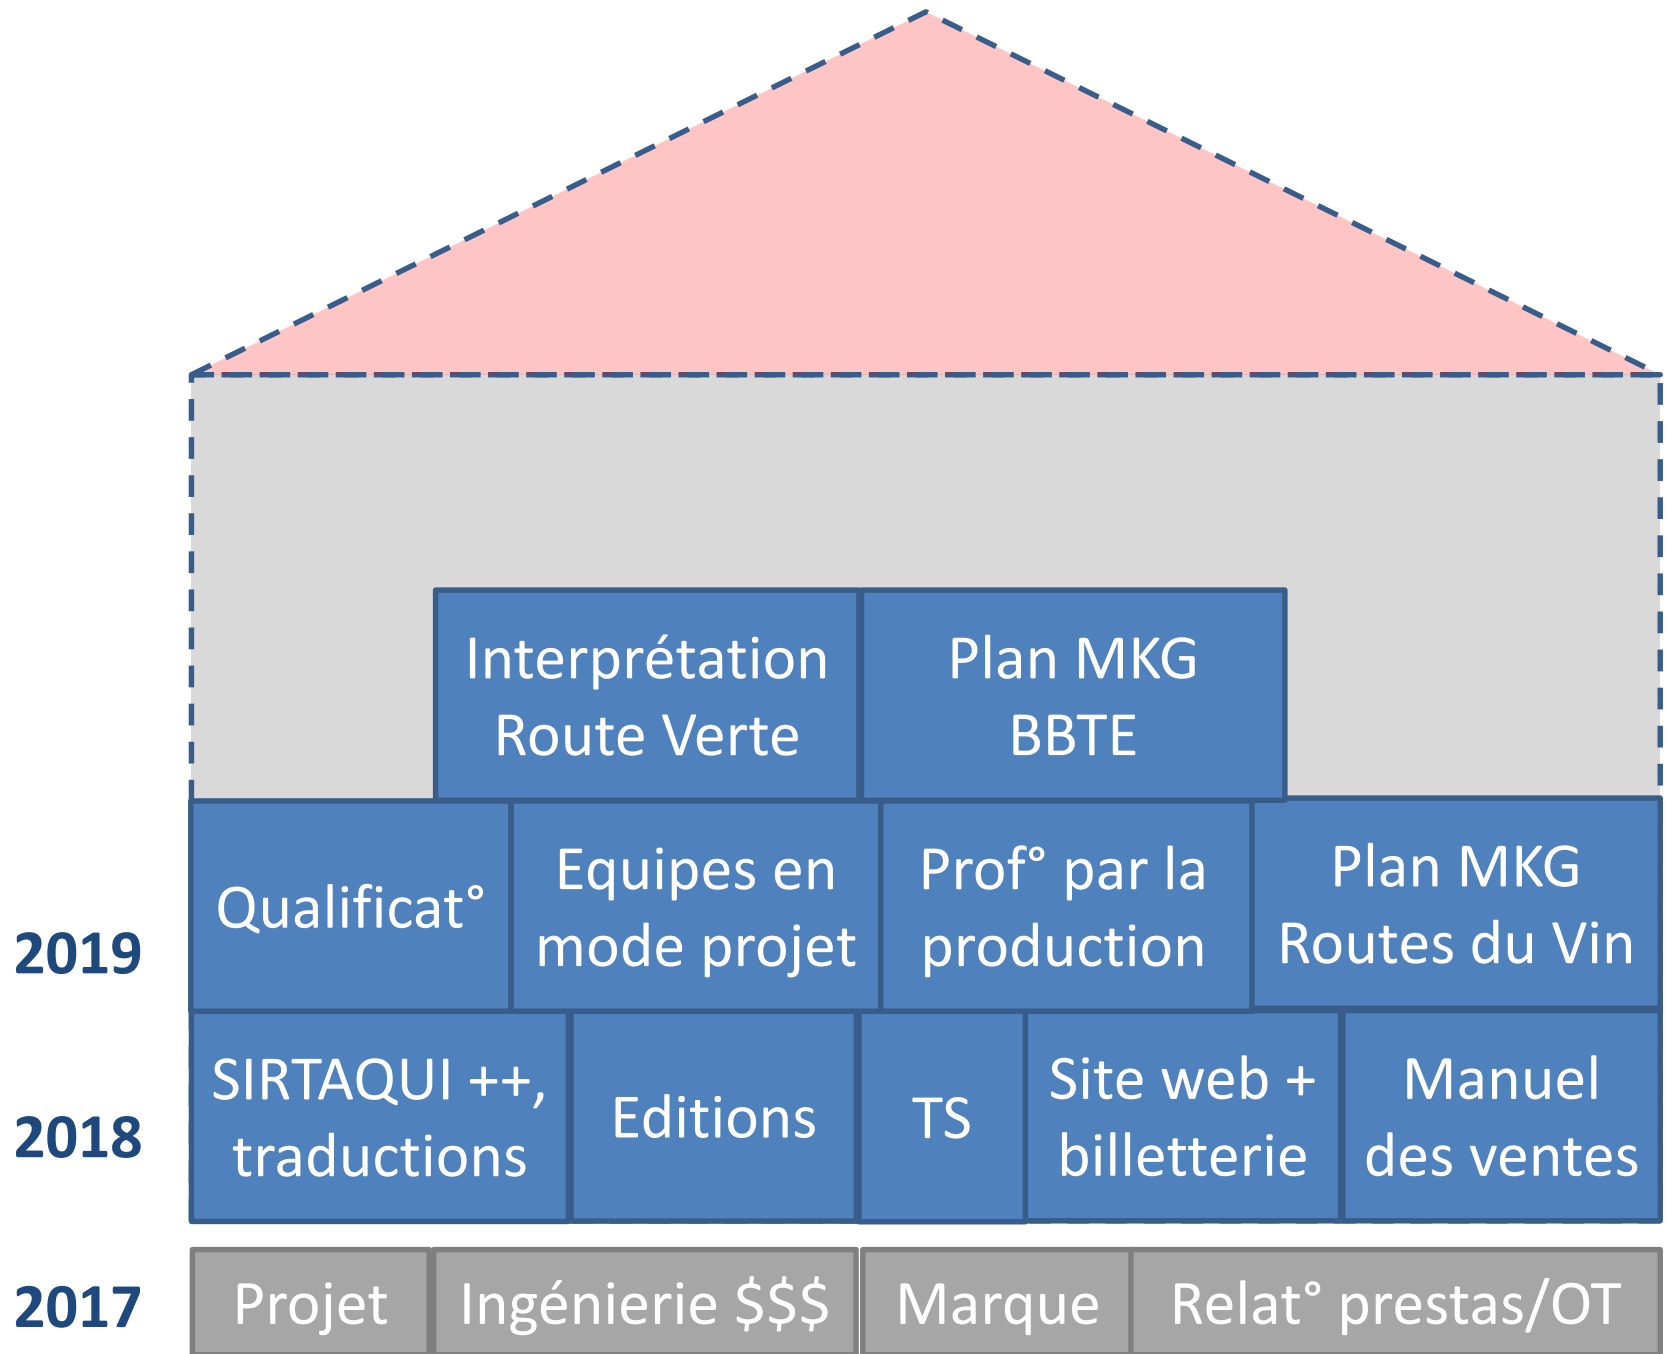 Interprétation
Route Verte
Plan MKG
BBTE
2019
Qualificat°
Equipes en
mode projet
Prof° par la
production
Plan MKG
Routes du Vin
2018
SIRTAQUI ++,
traductions
Editions
TS
Site web +
billetterie
Manuel
des ventes
2017
Projet
Ingénierie $$$
Marque
Relat° prestas/OT